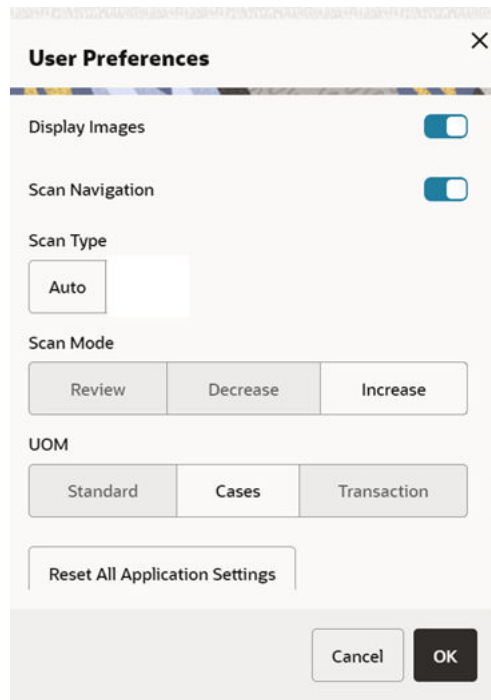 User Preferences
Display Images
Scan Navigation
Scan Type
Auto
Scan Mode
Review Decrease Increase
UOM
Standard Cases Transaction
Reset All Application Settings
Cancel OK